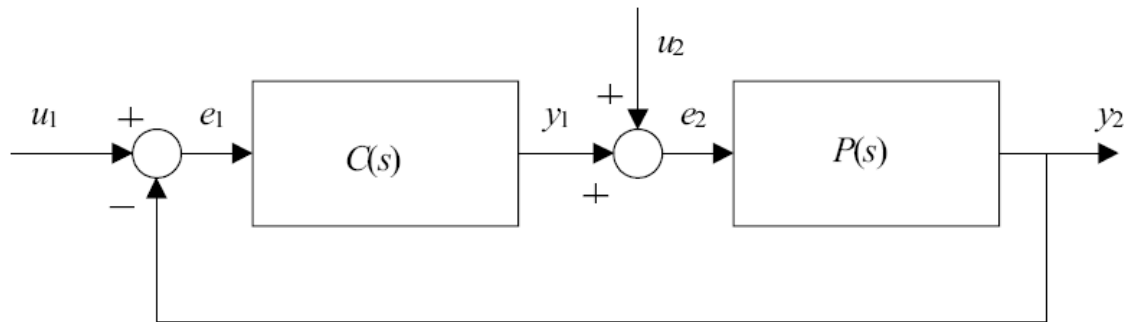 u₂
+
u₁
+
e₁
C(s)
y₁
+
e₂
P(s)
y₂
−